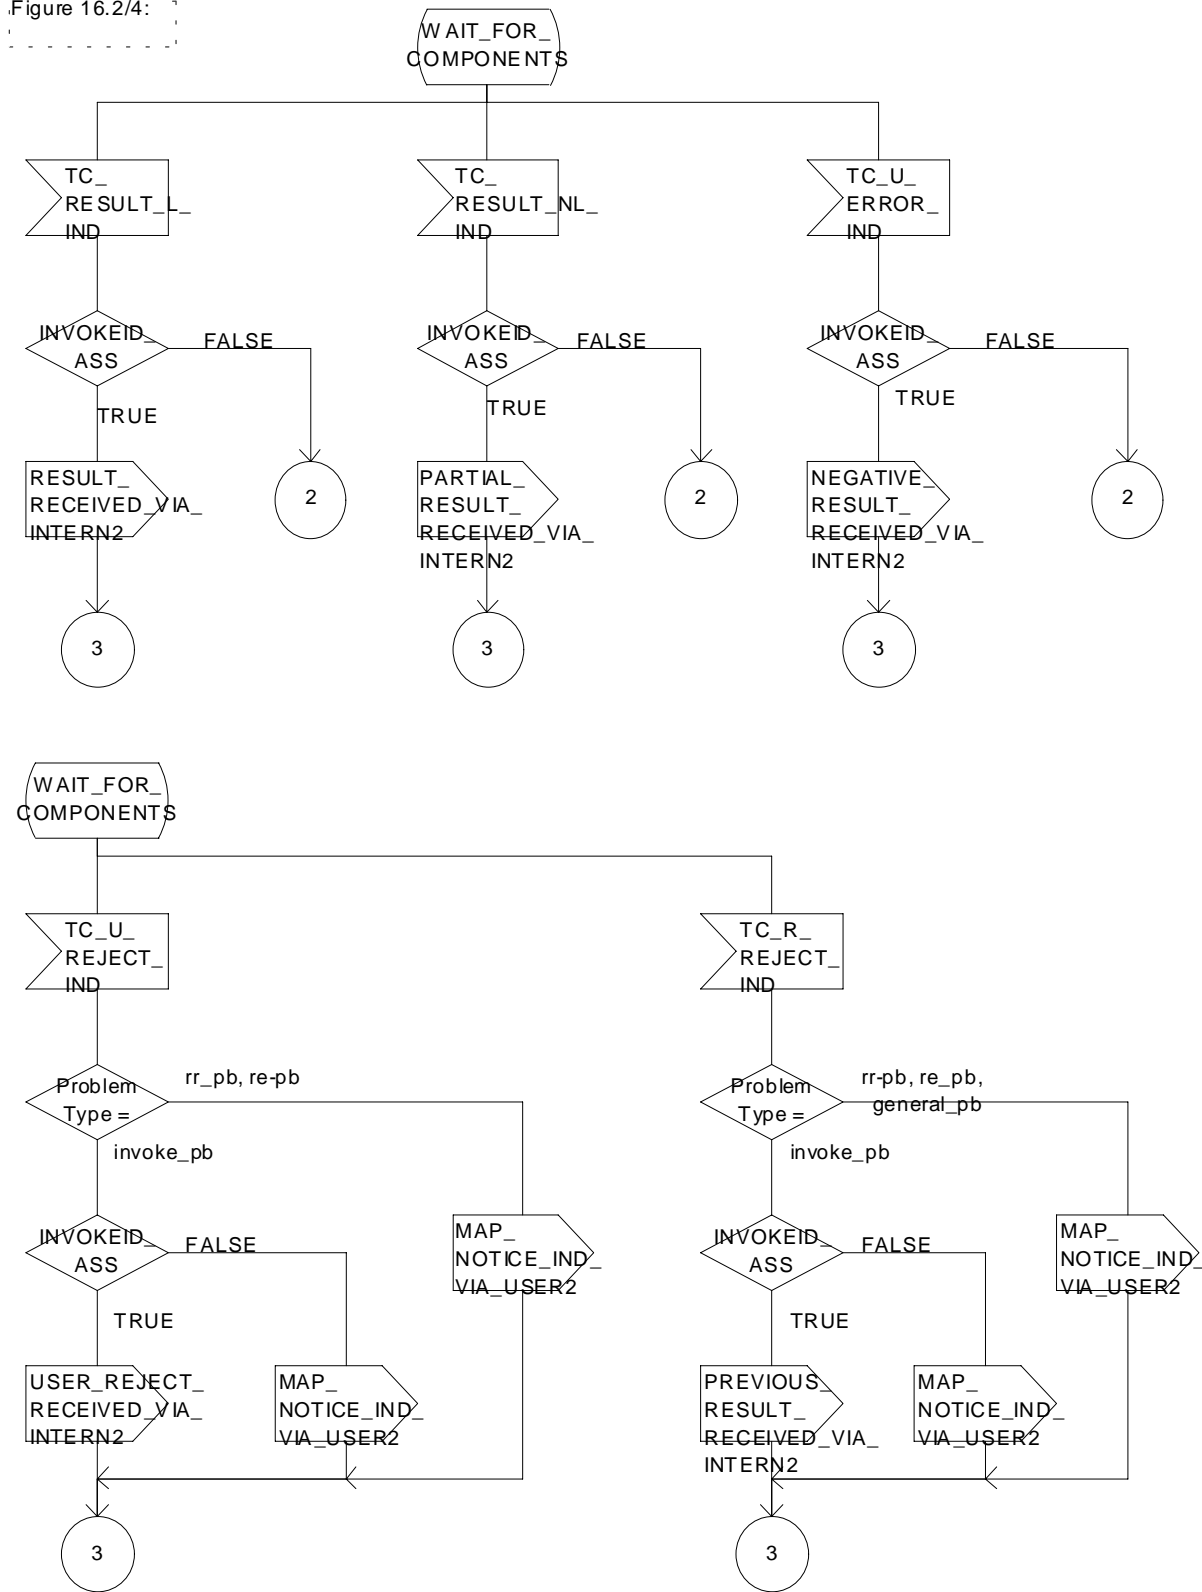 Figure 16.2/4:
WAIT_FOR_
COMPONENTS
TC_
RESULT_L_
IND
TC_
RESULT_NL_
IND
TC_U_
ERROR_
IND
INVOKEID_
ASS
FALSE
TRUE
INVOKEID_
ASS
FALSE
TRUE
INVOKEID_
ASS
FALSE
TRUE
RESULT_
RECEIVED_VIA_
INTERN2
2
PARTIAL_
RESULT_
RECEIVED_VIA_
INTERN2
2
NEGATIVE_
RESULT_
RECEIVED_VIA_
INTERN2
2
3
3
3
WAIT_FOR_
COMPONENTS
TC_U_
REJECT_
IND
TC_R_
REJECT_
IND
Problem
Type =
rr_pb, re-pb
invoke_pb
Problem
Type =
rr-pb, re_pb,
general_pb
invoke_pb
INVOKEID_
ASS
FALSE
TRUE
MAP_
NOTICE_IND_
VIA_USER2
INVOKEID_
ASS
FALSE
TRUE
MAP_
NOTICE_IND_
VIA_USER2
USER_REJECT_
RECEIVED_VIA_
INTERN2
MAP_
NOTICE_IND_
VIA_USER2
PREVIOUS_
RESULT_
RECEIVED_VIA_
INTERN2
MAP_
NOTICE_IND_
VIA_USER2
3
3